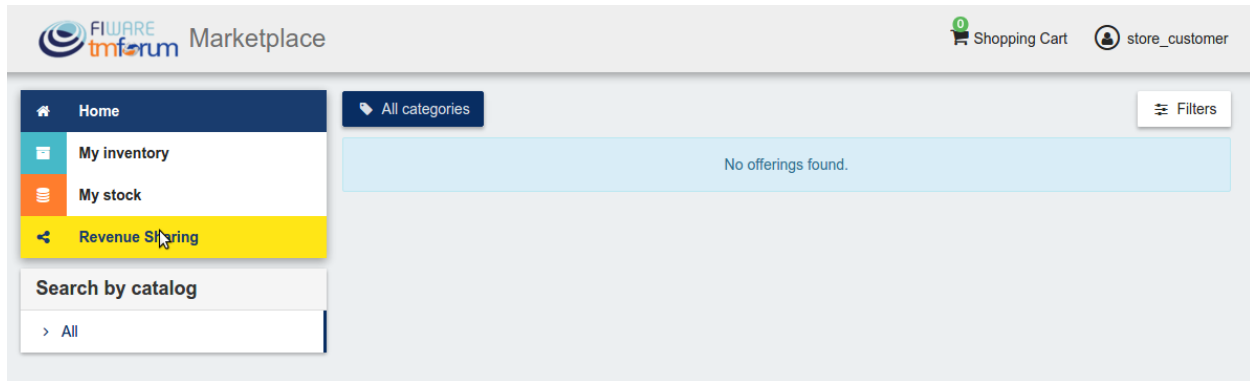 FIWARE
tmforum
Marketplace
0
Shopping Cart
store_customer
Home
My inventory
My stock
Revenue Sharing
Search by catalog
All
All categories
Filters
No offerings found.